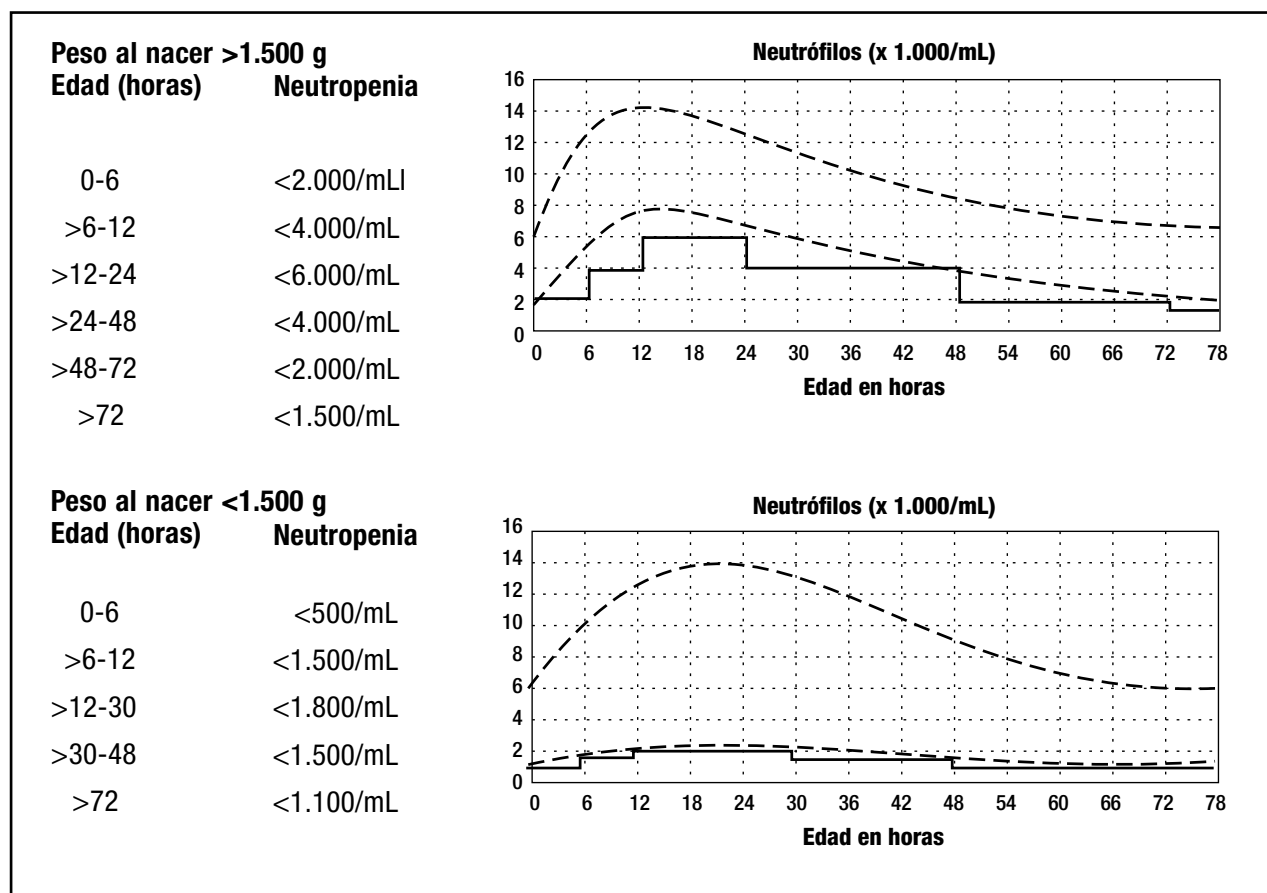 Peso al nacer >1.500 g
Edad (horas) Neutropenia
0-6 <2.000/mLl
>6-12 <4.000/mL
>12-24 <6.000/mL
>24-48 <4.000/mL
>48-72 <2.000/mL
>72 <1.500/mL
Neutrófilos (x 1.000/mL)
16
14
12
10
8
6
4
2
0
0 6 12 18 24 30 36 42 48 54 60 66 72 78
Edad en horas
Peso al nacer <1.500 g
Edad (horas) Neutropenia
0-6 <500/mL
>6-12 <1.500/mL
>12-30 <1.800/mL
>30-48 <1.500/mL
>72 <1.100/mL
Neutrófilos (x 1.000/mL)
16
14
12
10
8
6
4
2
0
0 6 12 18 24 30 36 42 48 54 60 66 72 78
Edad en horas